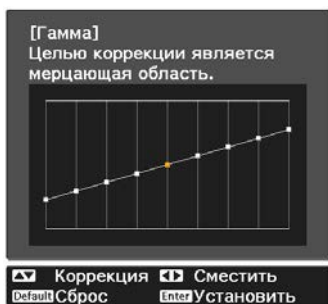 [Гамма]
Целью коррекции является
мерцающая область.
Коррекция Сместить
Default Сброс Enter Установить